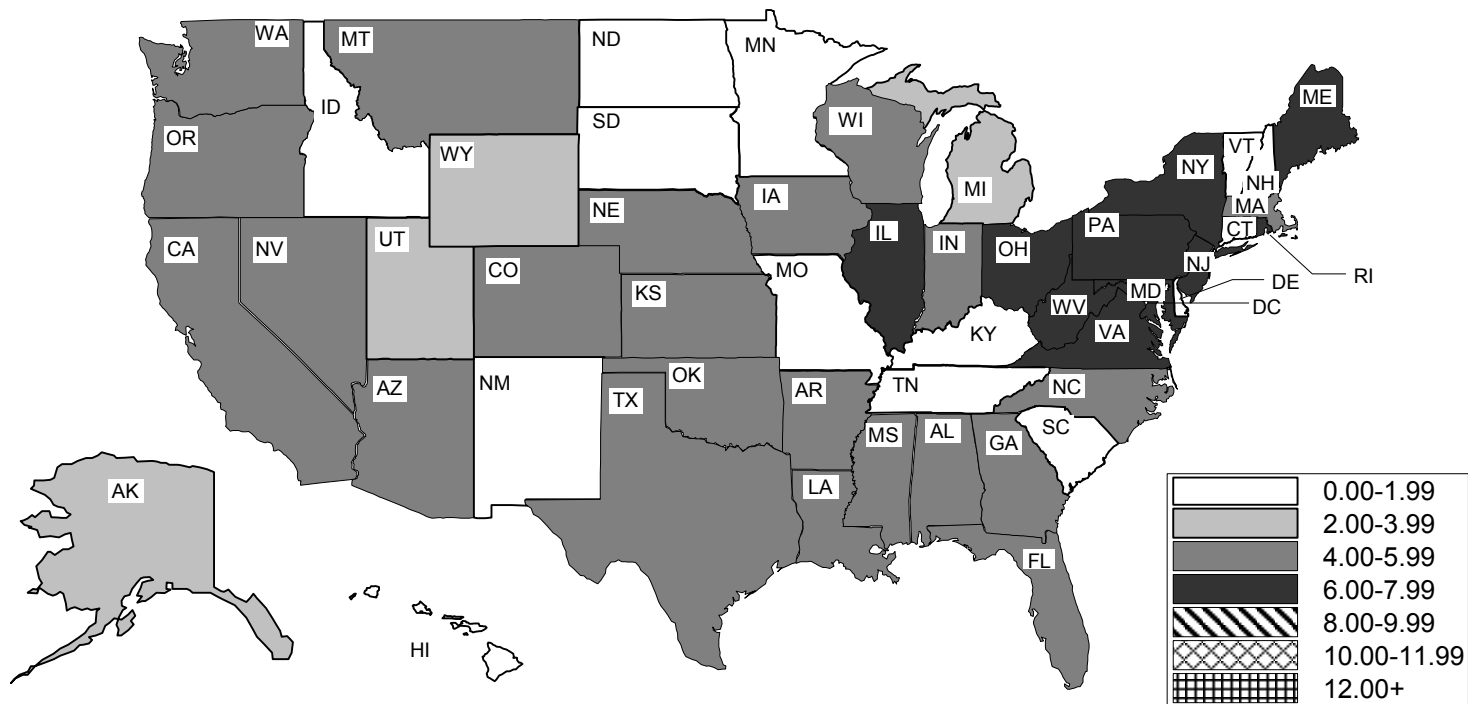 WA
MT
ND
MN
ID
OR
SD
WI
WY
MI
ME
VT
NY
NH
MA
CT
RI
IA
NE
PA
NJ
DE
DC
CA
NV
UT
CO
IL
IN
OH
MD
WV
VA
MO
KS
KY
AZ
NM
OK
TX
AR
TN
NC
MS
AL
GA
SC
LA
FL
AK
HI
0.00-1.99
2.00-3.99
4.00-5.99
6.00-7.99
8.00-9.99
10.00-11.99
12.00+